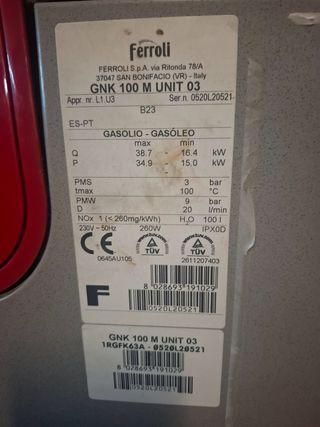 Ferroli
FERROLI S.p.A. via Ritonda 78/A
37047 SAN BONIFACIO (VR) - Italy
GNK 100 M UNIT 03
Appr. nr. L1.U3 Ser.n. 0520L20521
B23
ES-PT
GASOLIO - GASÓLEO
max min
Q 38.7 - 16.4 kW
P 34.9 - 15.0 kW
PMS 3 bar
tmax 100 °C
PMW 9 bar
D 20 l/min
NOx 1 (< 260mg/kWh) H₂O 100 l
230V ~ 50Hz 260W IPX0D
CE
TÜV TÜV
0645AU105 2611207403
8 028693 191029
F
0520L20521
GNK 100 M UNIT 03
1RGFK63A - 0520L20521
8 028693 191029